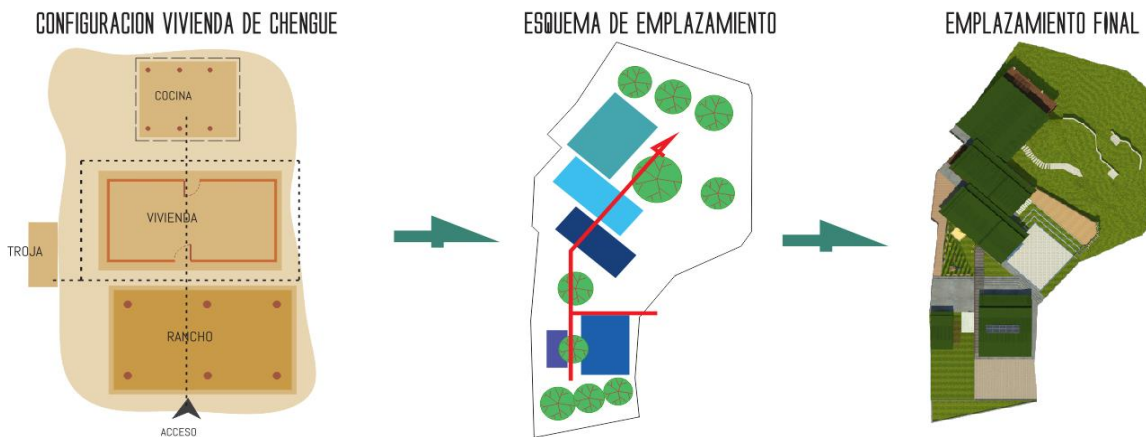 CONFIGURACION VIVIENDA DE CHENGUE
ESQUEMA DE EMPLAZAMIENTO
EMPLAZAMIENTO FINAL
COCINA
VIVIENDA
TROJA
RANCHO
ACCESO